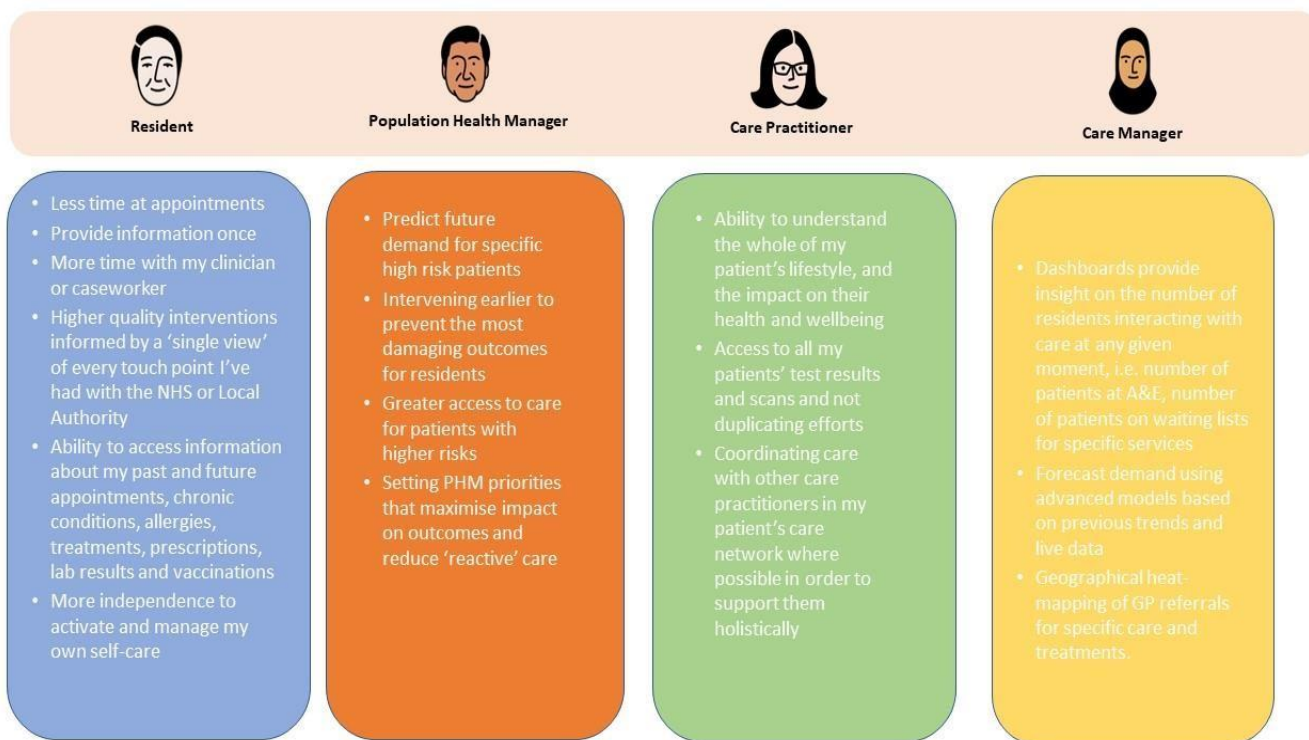 Resident
Population Health Manager
Care Practitioner
Care Manager
• Less time at appointments
• Provide information once
• More time with my clinician
or caseworker
• Higher quality interventions
informed by a ‘single view’
of every touch point I’ve
had with the NHS or Local
Authority
• Ability to access information
about my past and future
appointments, chronic
conditions, allergies,
treatments, prescriptions,
lab results and vaccinations
• More independence to
activate and manage my
own self-care
• Predict future
demand for specific
high risk patients
• Intervening earlier to
prevent the most
damaging outcomes
for residents
• Greater access to care
for patients with
higher risks
• Setting PHM priorities
that maximise impact
on outcomes and
reduce ‘reactive’ care
• Ability to understand
the whole of my
patient’s lifestyle, and
the impact on their
health and wellbeing
• Access to all my
patients’ test results
and scans and not
duplicating efforts
• Coordinating care
with other care
practitioners in my
patient’s care
network where
possible in order to
support them
holistically
• Dashboards provide
insight on the number of
residents interacting with
care at any given
moment, i.e. number of
patients at A&E, number
of patients on waiting lists
for specific services
• Forecast demand using
advanced models based
on previous trends and
live data
• Geographical heat-
mapping of GP referrals
for specific care and
treatments.